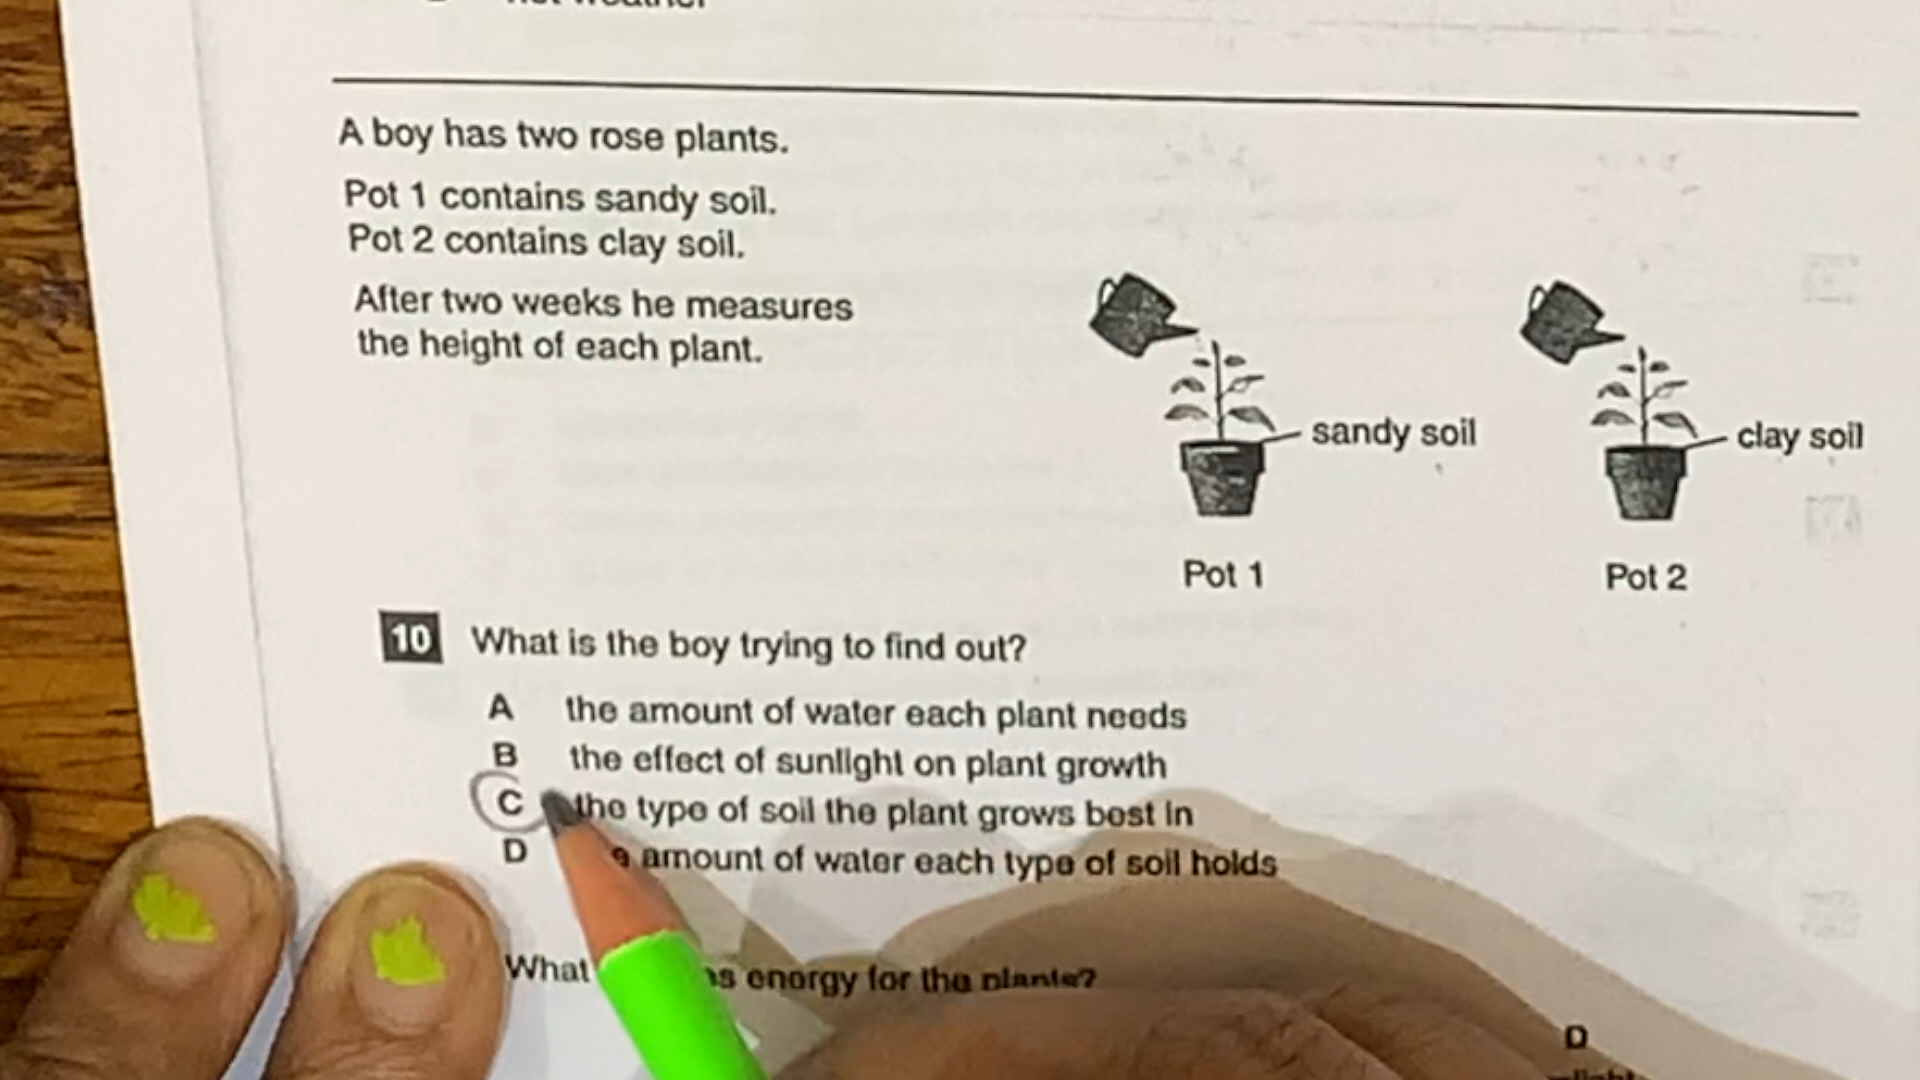 A boy has two rose plants.
Pot 1 contains sandy soil.
Pot 2 contains clay soil.
After two weeks he measures
the height of each plant.
sandy soil
clay soil
Pot 1
Pot 2
10 What is the boy trying to find out?
A the amount of water each plant needs
B the effect of sunlight on plant growth
C the type of soil the plant grows best in
D amount of water each type of soil holds
What energy for the plants?
D